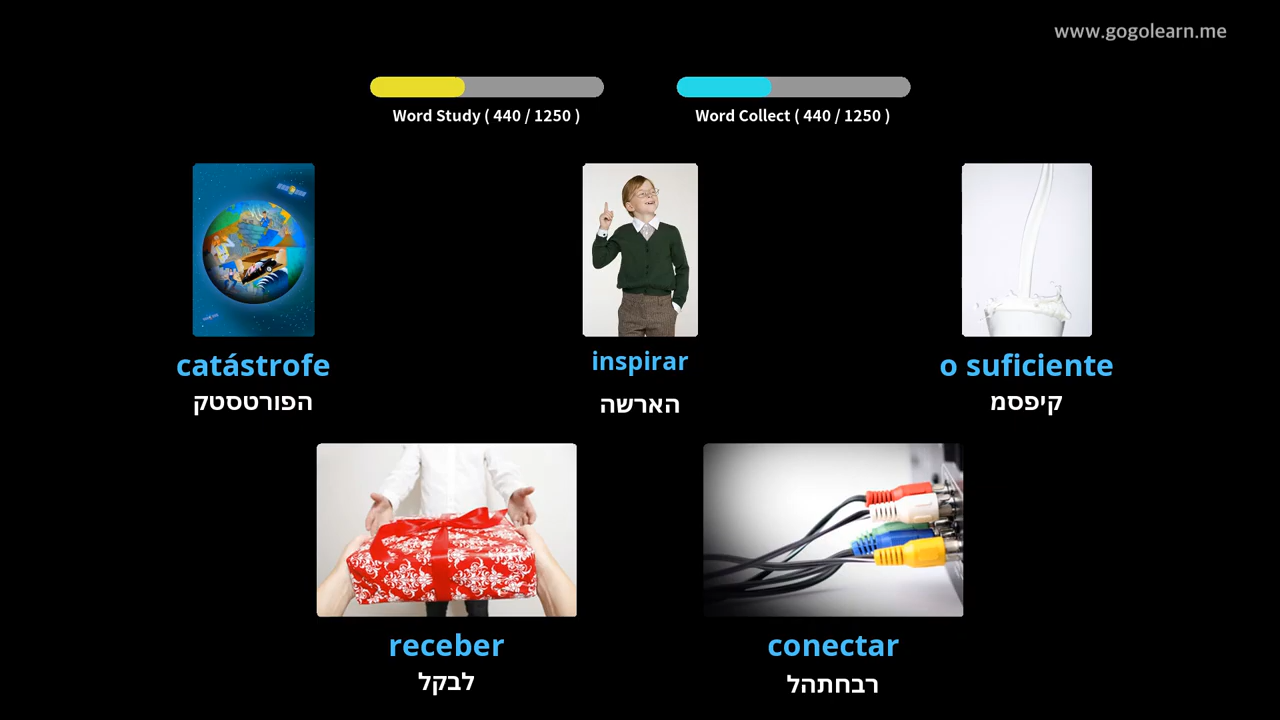 www.gogolearn.me
Word Study ( 440 / 1250 )
Word Collect ( 440 / 1250 )
catástrofe
הפורטסטק
inspirar
הארשה
o suficiente
קיפסמ
receber
לבקל
conectar
רבחתהל